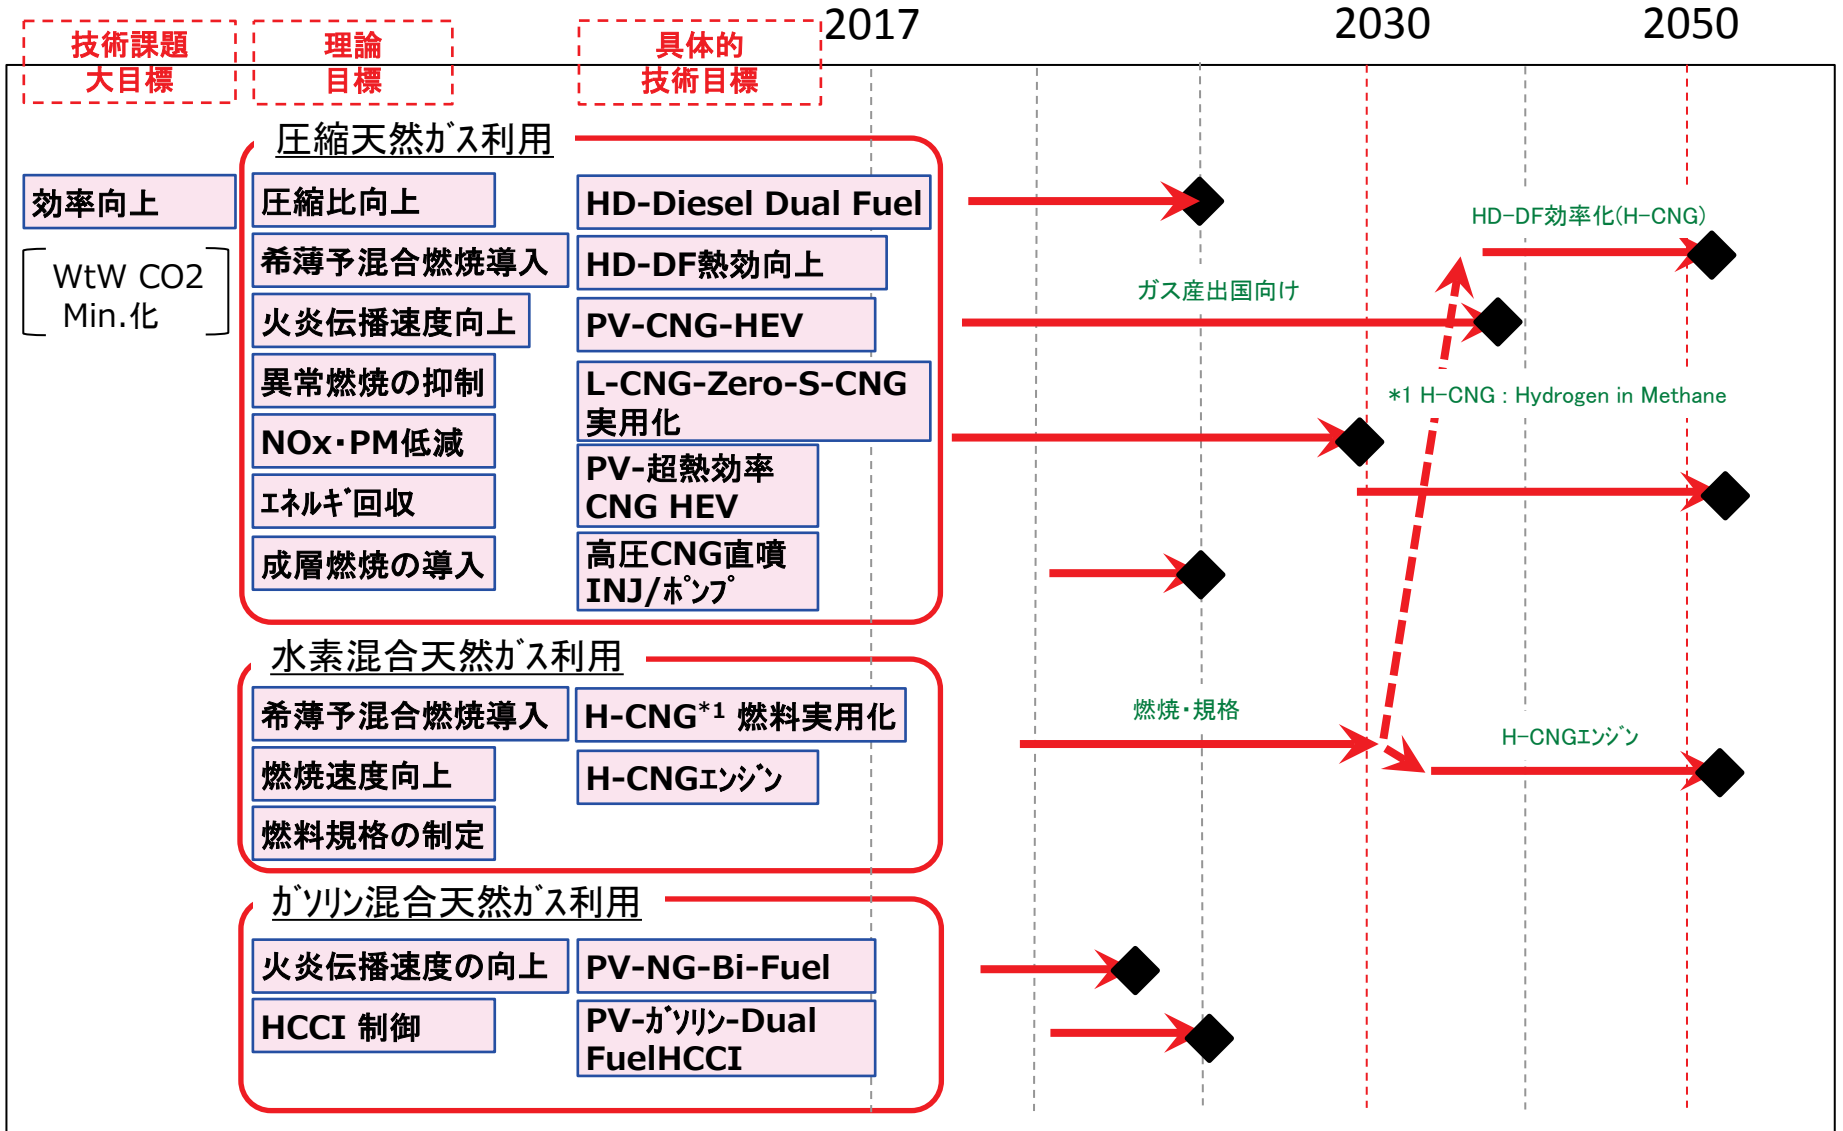 2017
2030
2050
技術課題
大目標
理論
目標
具体的
技術目標
圧縮天然ｶﾞｽ利用
効率向上
WtW CO2
Min.化
圧縮比向上
希薄予混合燃焼導入
火炎伝播速度向上
異常燃焼の抑制
NOx・PM低減
ｴﾈﾙｷﾞ回収
成層燃焼の導入
HD-Diesel Dual Fuel
HD-DF熱効向上
PV-CNG-HEV
L-CNG-Zero-S-CNG
実用化
PV-超熱効率
CNG HEV
高圧CNG直噴
INJ/ﾎﾟﾝﾌﾟ
HD-DF効率化(H-CNG)
ガス産出国向け
*1 H-CNG : Hydrogen in Methane
水素混合天然ｶﾞｽ利用
希薄予混合燃焼導入
燃焼速度向上
燃料規格の制定
H-CNG*1 燃料実用化
H-CNGｴﾝｼﾞﾝ
燃焼・規格
H-CNGｴﾝｼﾞﾝ
ｶﾞｿﾘﾝ混合天然ｶﾞｽ利用
火炎伝播速度の向上
HCCI 制御
PV-NG-Bi-Fuel
PV-ｶﾞｿﾘﾝ-Dual
FuelHCCI